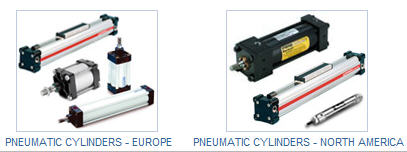 PNEUMATIC CYLINDERS - EUROPE
PNEUMATIC CYLINDERS - NORTH AMERICA